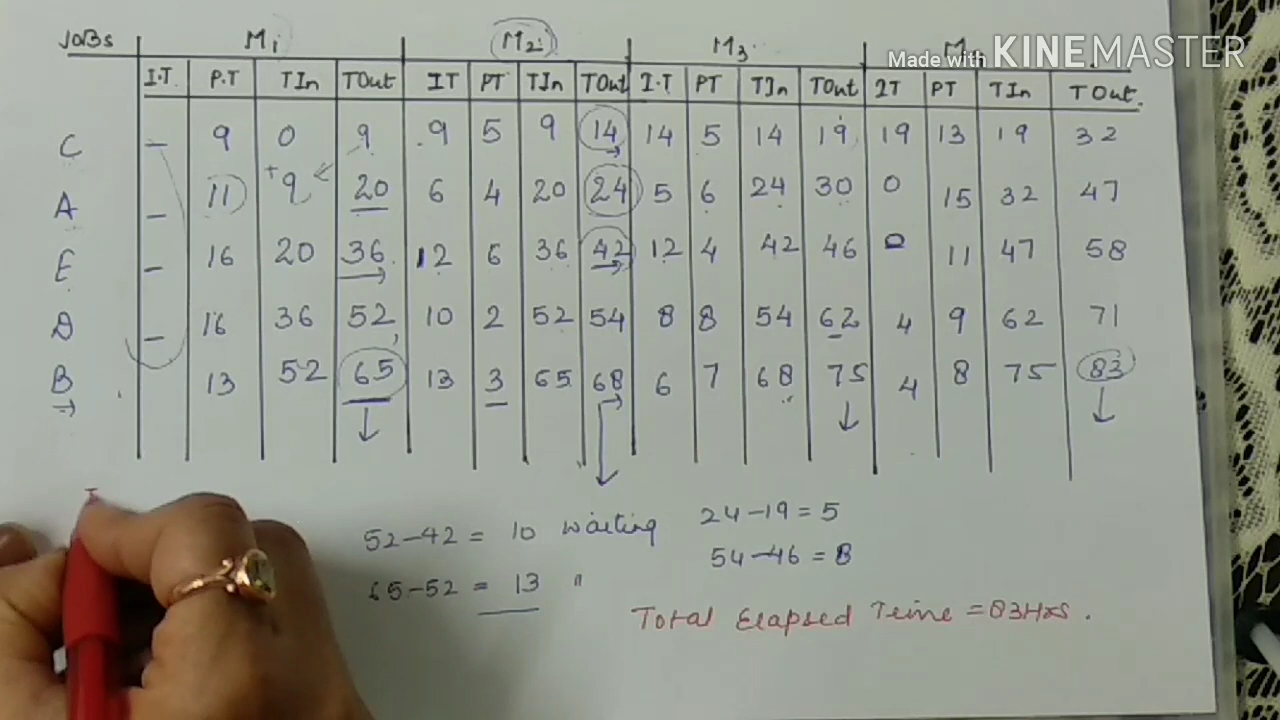 JOBs M1 M2 M3
Made with KINEMASTER
I.T. P.T TIn TOut IT PT TIn TOut I.T PT TIn TOut IT PT TIn TOut.
C – 9 0 9 9 5 9 14 14 5 14 19 19 13 19 32
A – 11 +9 20 6 4 20 24 5 6 24 30 0 15 32 47
E – 16 20 36 12 6 36 42 12 4 42 46 0 11 47 58
D – 16 36 52 10 2 52 54 8 8 54 62 4 9 62 71
B 13 52 65 13 3 65 68 6 7 68 75 4 8 75 83
52-42 = 10 waiting 24-19=5
65-52 = 13 " 54-46=8
Total Elapsed Time = 83Hrs.